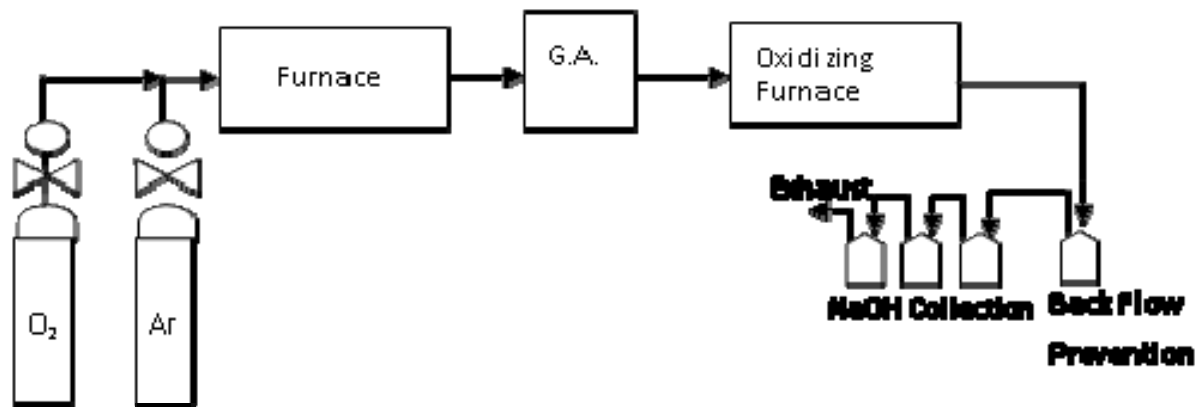 Furnace
G.A.
Oxidizing
Furnace
Exhaust
NaOH Collection
Back Flow
Prevention
O₂
Ar